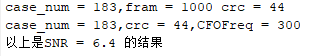 case_num = 183,fram = 1000 crc = 44
case_num = 183,crc = 44,CFOFreq = 300
以上是SNR = 6.4 的结果